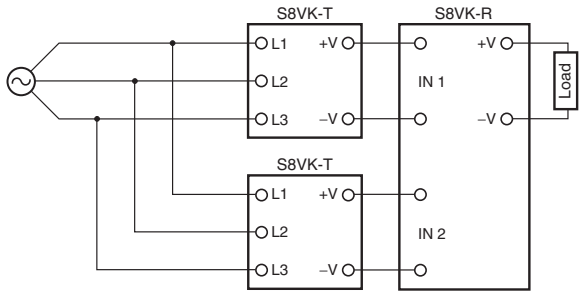 S8VK-T
S8VK-R
L1
+V
+V
L2
IN 1
Load
L3
−V
−V
S8VK-T
L1
+V
L2
IN 2
L3
−V